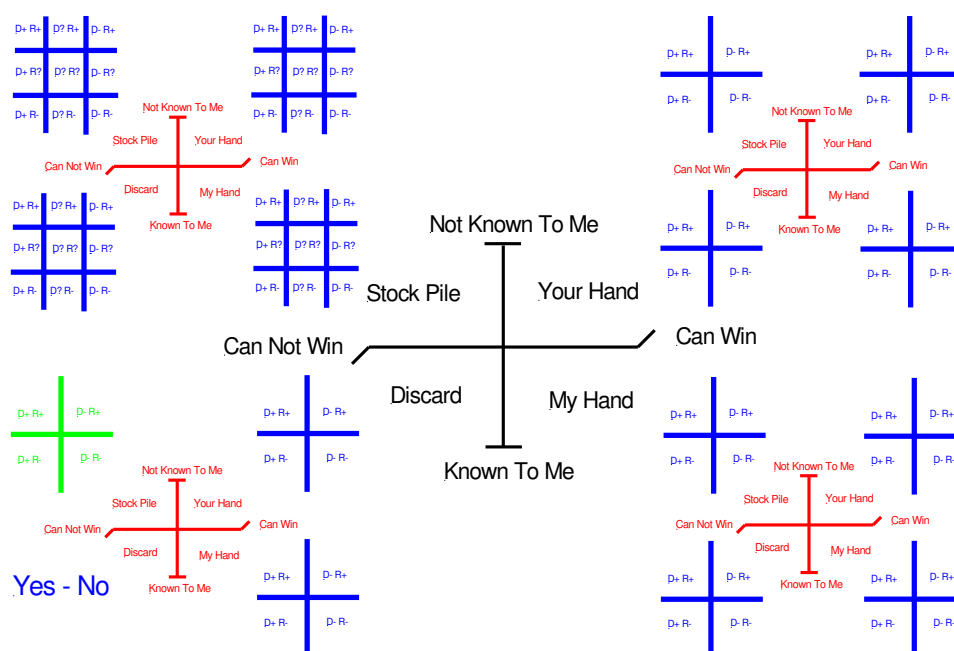 D+ R+ D? R+ D- R+
D+ R? D? R? D- R?
D+ R- D? R- D- R-
D+ R+ D? R+ D- R+
D+ R? D? R? D- R?
D+ R- D? R- D- R-
Not Known To Me
Stock Pile Your Hand
Can Not Win Can Win
Discard My Hand
Known To Me
D+ R+ D? R+ D- R+
D+ R? D? R? D- R?
D+ R- D? R- D- R-
D+ R+ D? R+ D- R+
D+ R? D? R? D- R?
D+ R- D? R- D- R-
D+ R+ D- R+
D+ R- D- R-
D+ R+ D- R+
D+ R- D- R-
Not Known To Me
Stock Pile Your Hand
Can Not Win Can Win
Discard My Hand
Known To Me
D+ R+ D- R+
D+ R- D- R-
D+ R+ D- R+
D+ R- D- R-
Not Known To Me
Stock Pile Your Hand
Can Not Win Can Win
Discard My Hand
Known To Me
D+ R+ D- R+
D+ R- D- R-
D+ R+ D- R+
D+ R- D- R-
Not Known To Me
Stock Pile Your Hand
Can Not Win Can Win
Discard My Hand
Known To Me
Yes - No
D+ R+ D- R+
D+ R- D- R-
D+ R+ D- R+
D+ R- D- R-
D+ R+ D- R+
D+ R- D- R-
Not Known To Me
Stock Pile Your Hand
Can Not Win Can Win
Discard My Hand
Known To Me
D+ R+ D- R+
D+ R- D- R-
D+ R+ D- R+
D+ R- D- R-